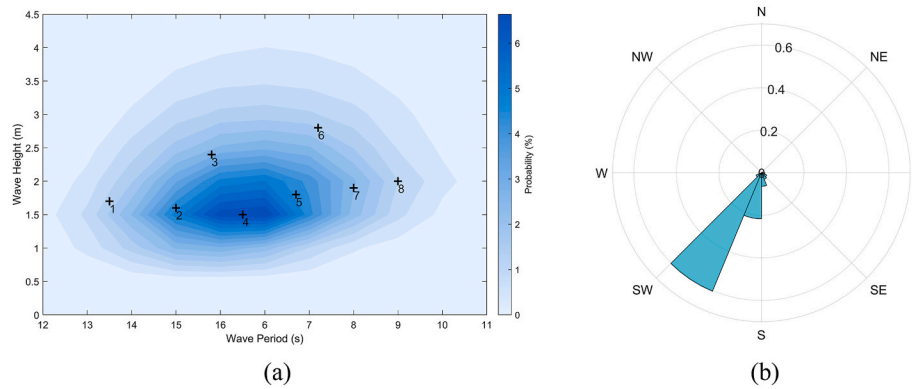 4.5
4
3.5
3
2.5
2
1.5
1
0.5
0
Wave Height (m)
1
2
3
4
5
6
7
8
12 13 14 15 16 6 7 8 9 10 11
Wave Period (s)
6
5
4
3
2
1
0
Probability (%)
(a)
N
NW NE
0.6
0.4
0.2
0
W E
SW SE
S
(b)